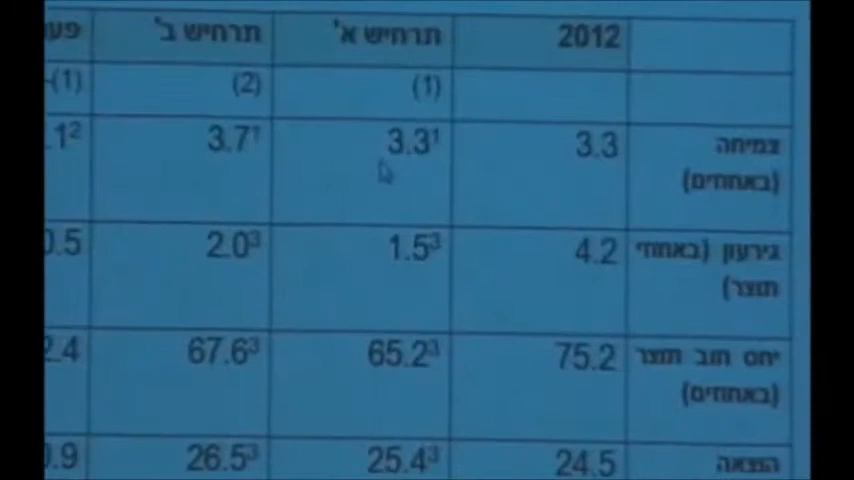 2012 תרחיש א' תרחיש ב'
(1) (2) (1)-
צמיחה (באחוזים) 3.3 3.3¹ 3.7¹
גירעון (באחוזי תוצר) 4.2 1.5³ 2.0³ 0.5
יחס חוב תוצר (באחוזים) 75.2 65.2³ 67.6³ 2.4
הוצאה 24.5 25.4³ 26.5³